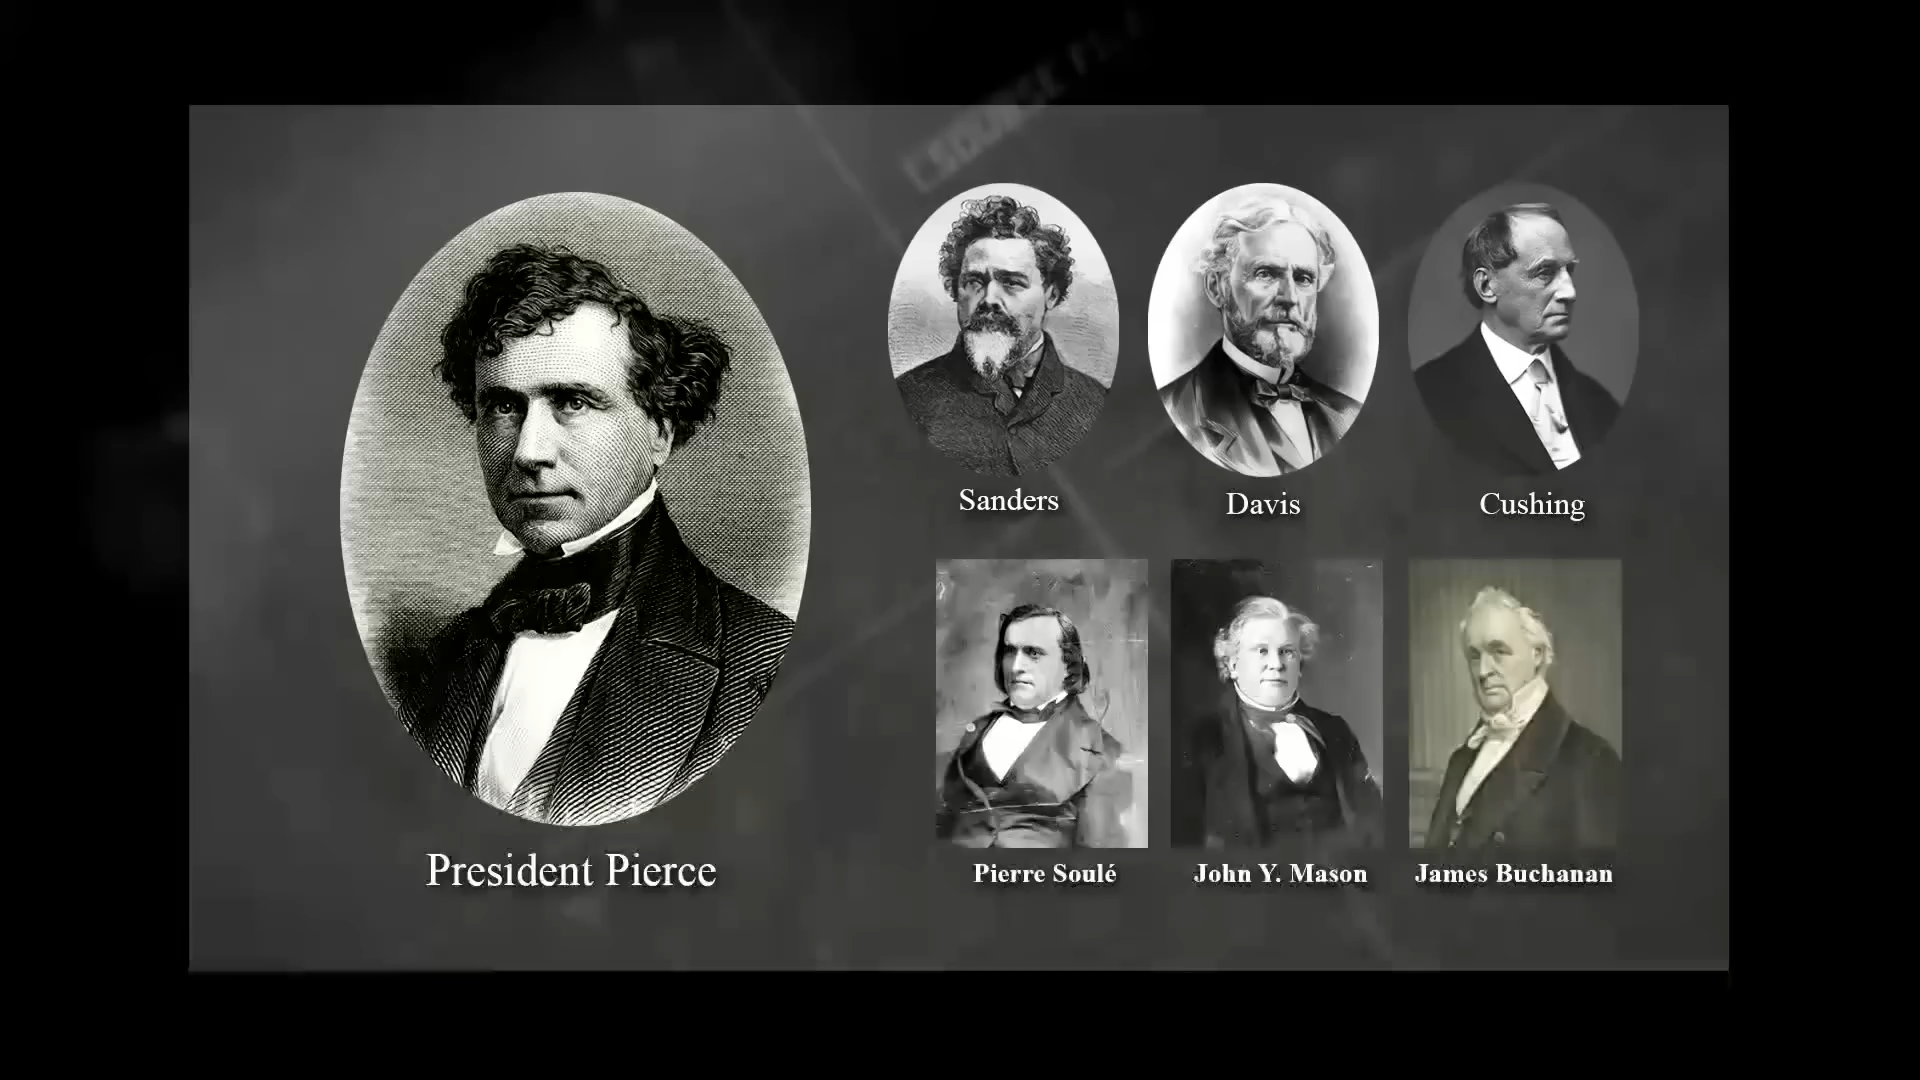 President Pierce
Sanders
Davis
Cushing
Pierre Soulé
John Y. Mason
James Buchanan